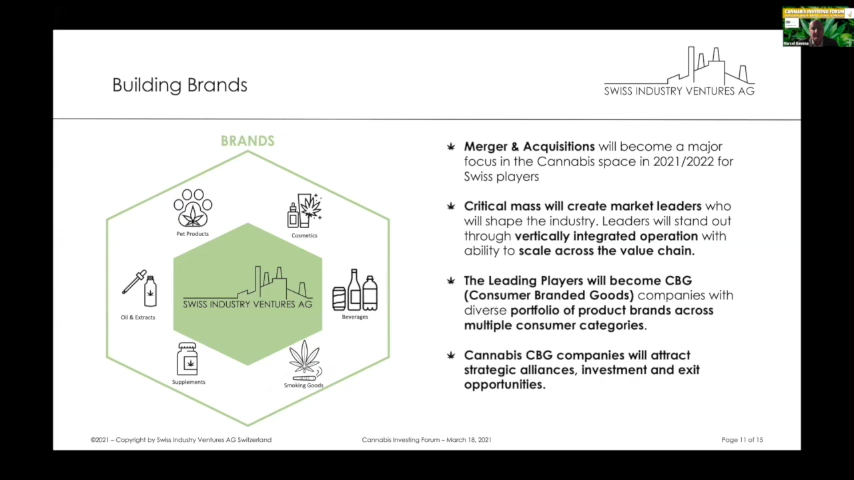 CANNABIS INVESTING FORUM
Building Brands
SWISS INDUSTRY VENTURES AG
BRANDS
Pet Products
Cosmetics
SWISS INDUSTRY VENTURES AG
Oil & Extracts
Beverages
Supplements
Smoking Goods
Merger & Acquisitions will become a major
focus in the Cannabis space in 2021/2022 for
Swiss players
Critical mass will create market leaders who
will shape the industry. Leaders will stand out
through vertically integrated operation with
ability to scale across the value chain.
The Leading Players will become CBG
(Consumer Branded Goods) companies with
diverse portfolio of product brands across
multiple consumer categories.
Cannabis CBG companies will attract
strategic alliances, investment and exit
opportunities.
©2021 – Copyright by Swiss Industry Ventures AG Switzerland
Cannabis Investing Forum – March 18, 2021
Page 11 of 15